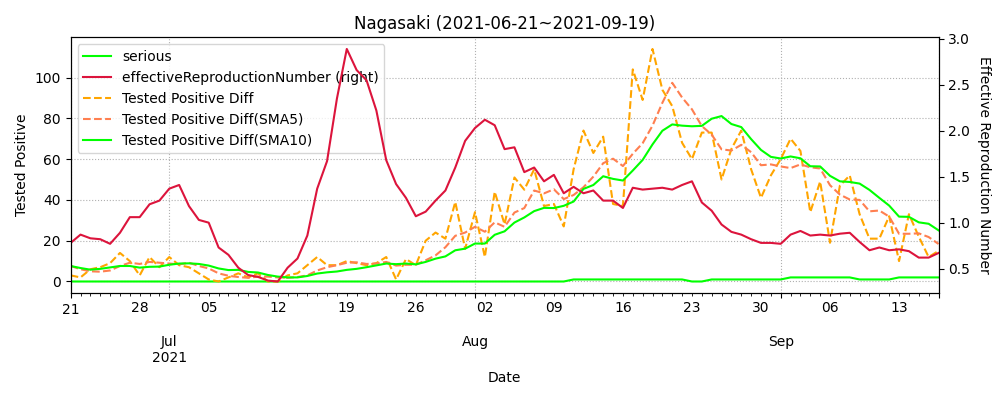 Nagasaki (2021-06-21~2021-09-19)
serious
effectiveReproductionNumber (right)
Tested Positive Diff
Tested Positive Diff(SMA5)
Tested Positive Diff(SMA10)
Tested Positive
0
20
40
60
80
100
0.5
1.0
1.5
2.0
2.5
3.0
Effective Reproduction Number
21 28 05 12 19 26 02 09 16 23 30 06 13
Jul Aug Sep
2021
Date